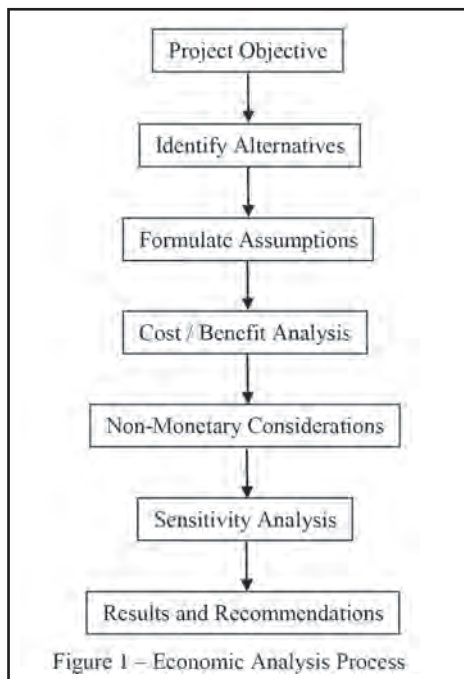 Project Objective
Identify Alternatives
Formulate Assumptions
Cost / Benefit Analysis
Non-Monetary Considerations
Sensitivity Analysis
Results and Recommendations
Figure 1 – Economic Analysis Process